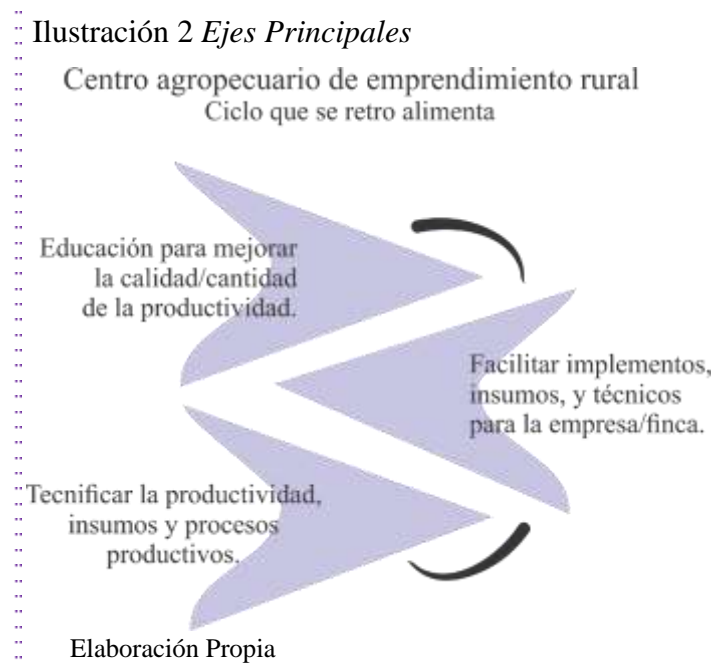 Ilustración 2 Ejes Principales
Centro agropecuario de emprendimiento rural
Ciclo que se retro alimenta
Educación para mejorar
la calidad/cantidad
de la productividad.
Facilitar implementos,
insumos, y técnicos
para la empresa/finca.
Tecnificar la productividad,
insumos y procesos
productivos.
Elaboración Propia